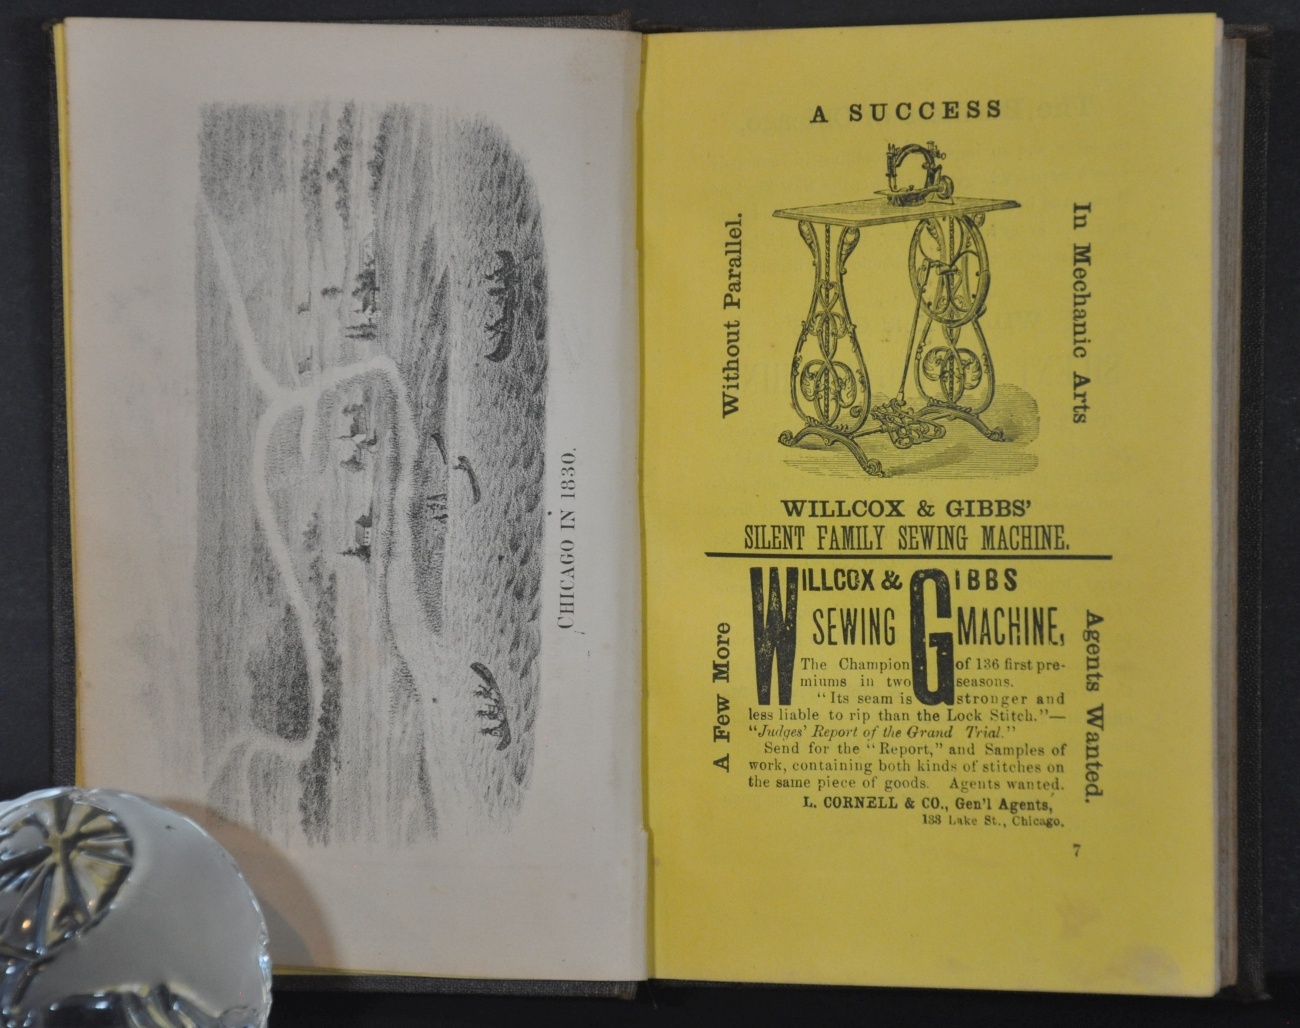 CHICAGO IN 1830.
A SUCCESS
Without Parallel.
In Mechanic Arts
WILLCOX & GIBBS'
SILENT FAMILY SEWING MACHINE.
A Few More
Agents Wanted.
WILLCOX & GIBBS
SEWING MACHINE,
The Champion of 136 first pre-
miums in two seasons.
"Its seam is stronger and
less liable to rip than the Lock Stitch."—
"Judges' Report of the Grand Trial."
Send for the "Report," and Samples of
work, containing both kinds of stitches on
the same piece of goods. Agents wanted.
L. CORNELL & CO., Gen'l Agents,
133 Lake St., Chicago.
7